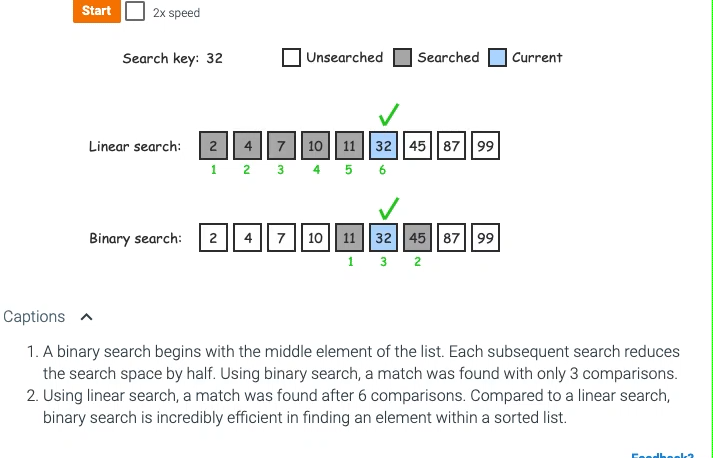 Start 2x speed
Search key: 32 Unsearched Searched Current
Linear search: 2 4 7 10 11 32 45 87 99
1 2 3 4 5 6
Binary search: 2 4 7 10 11 32 45 87 99
1 3 2
Captions
1. A binary search begins with the middle element of the list. Each subsequent search reduces
the search space by half. Using binary search, a match was found with only 3 comparisons.
2. Using linear search, a match was found after 6 comparisons. Compared to a linear search,
binary search is incredibly efficient in finding an element within a sorted list.
Feedback?